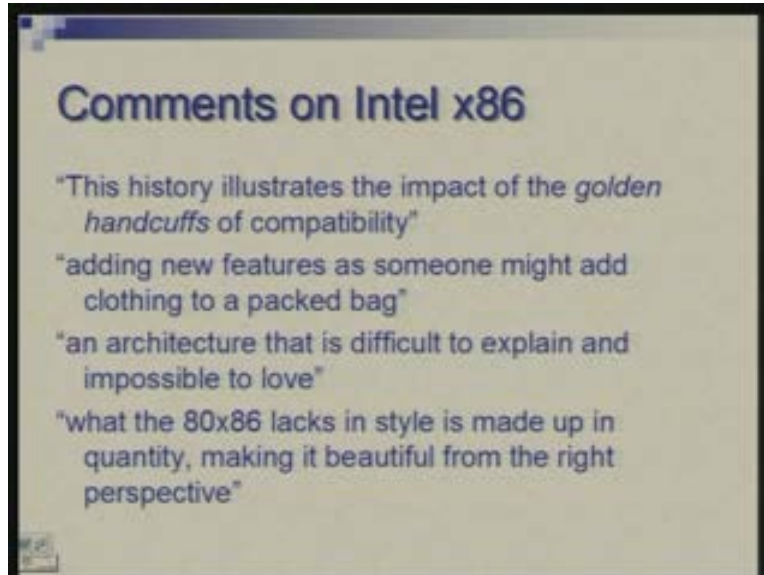 Comments on Intel x86
“This history illustrates the impact of the golden
handcuffs of compatibility”
“adding new features as someone might add
clothing to a packed bag”
“an architecture that is difficult to explain and
impossible to love”
“what the 80x86 lacks in style is made up in
quantity, making it beautiful from the right
perspective”